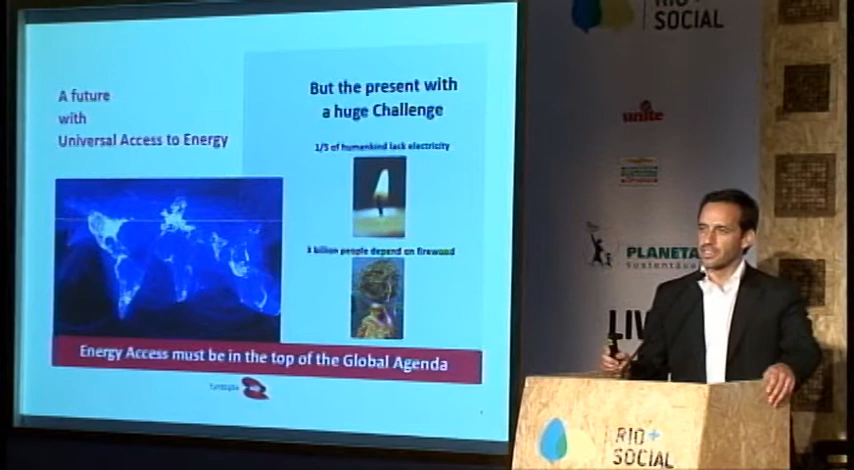 A future
with
Universal Access to Energy
But the present with
a huge Challenge
1/5 of humankind lack electricity
3 billion people depend on firewood
Energy Access must be in the top of the Global Agenda
SOCIAL
unite
PLANETA
sustentável
RIO+
SOCIAL